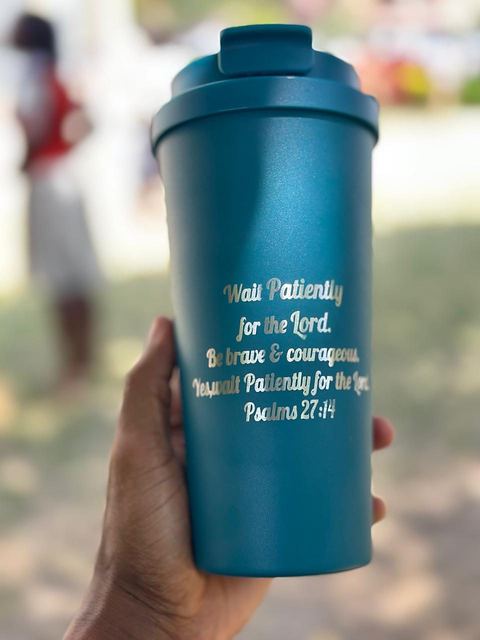 Wait Patiently
for the Lord.
Be brave & courageous.
Yes,wait Patiently for the Lord.
Psalms 27:14